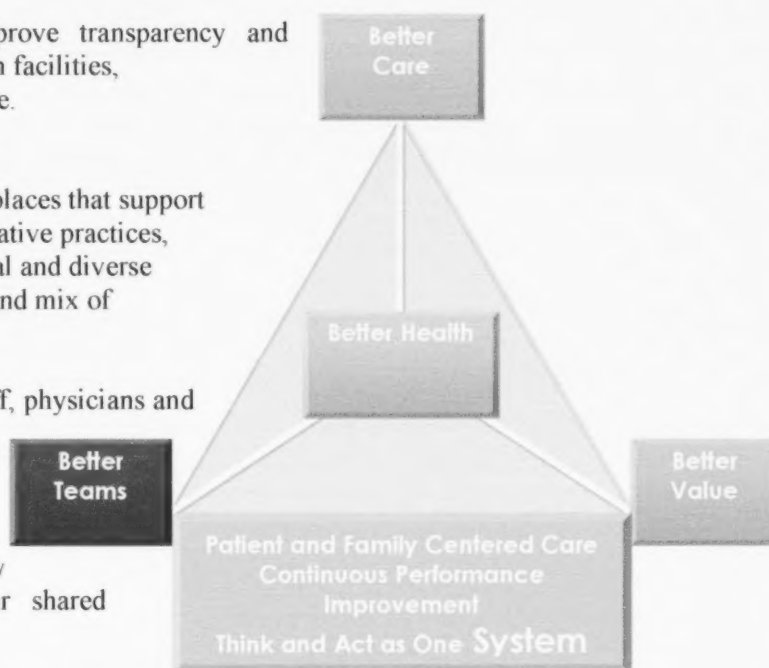 prove transparency and
n facilities,
e.
places that support
ative practices,
al and diverse
nd mix of
f, physicians and
y
r shared
Better
Care
Better Health
Better
Teams
Better
Value
Patient and Family Centered Care
Continuous Performance
Improvement
Think and Act as One System